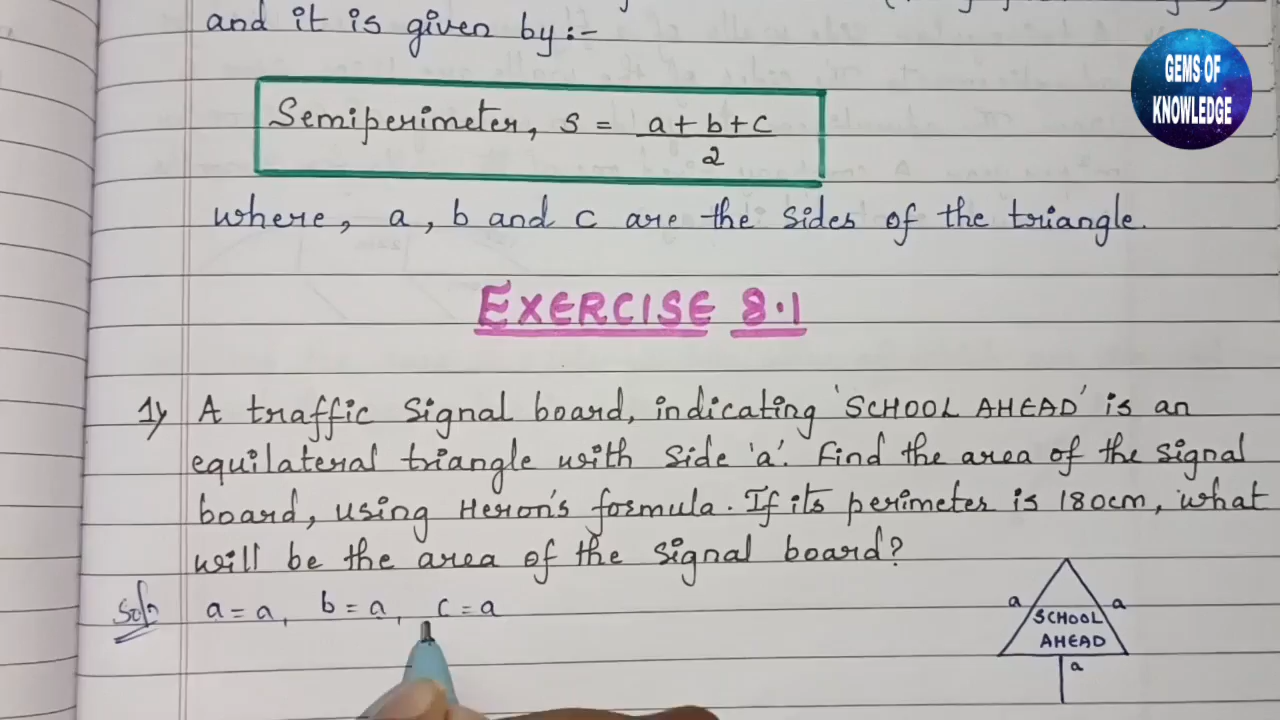 and it is given by :-
Semiperimeter, s = a + b + c / 2
where, a, b and c are the sides of the triangle.
EXERCISE 8.1
1) A traffic signal board, indicating 'SCHOOL AHEAD' is an
equilateral triangle with side 'a'. Find the area of the signal
board, using Heron's formula. If its perimeter is 180cm, what
will be the area of the signal board?
Soln a = a, b = a, c = a
a a
SCHOOL
AHEAD
a
GEMS OF
KNOWLEDGE